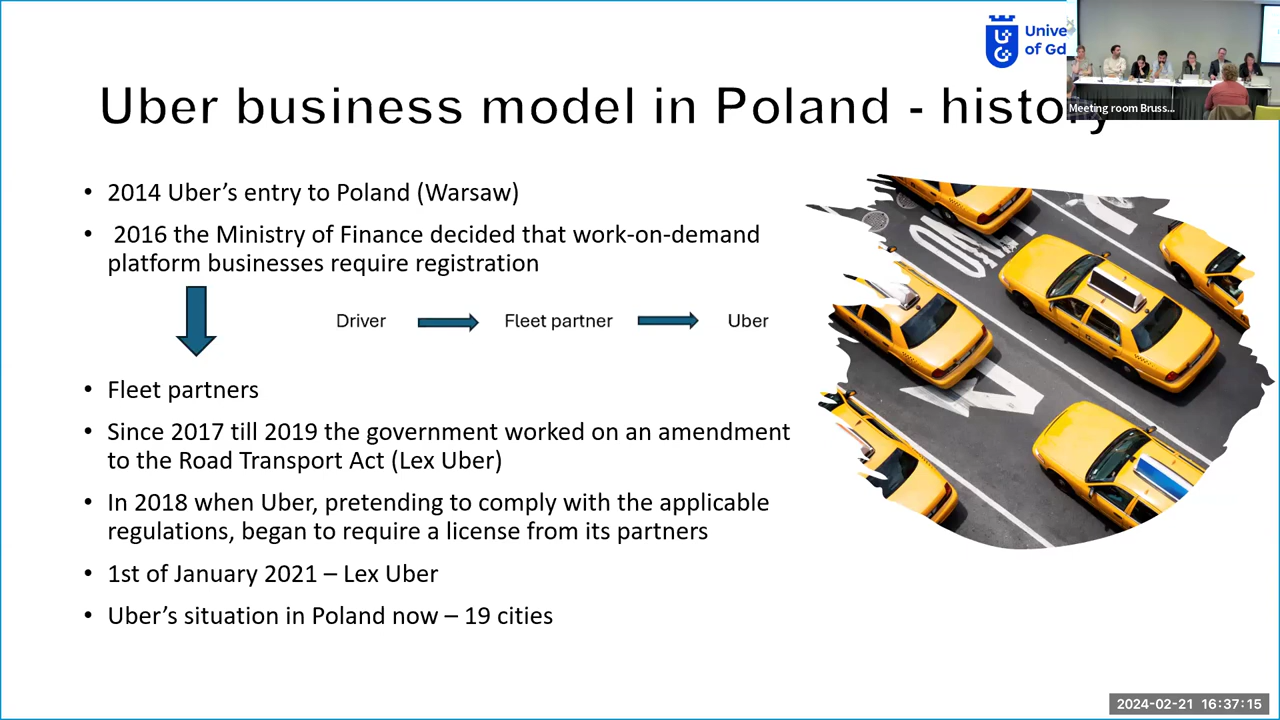 Unive
of Gd
Uber business model in Poland - history
Meeting room Bruss...
• 2014 Uber’s entry to Poland (Warsaw)
• 2016 the Ministry of Finance decided that work-on-demand
platform businesses require registration
Driver Fleet partner Uber
• Fleet partners
• Since 2017 till 2019 the government worked on an amendment
to the Road Transport Act (Lex Uber)
• In 2018 when Uber, pretending to comply with the applicable
regulations, began to require a license from its partners
• 1st of January 2021 – Lex Uber
• Uber’s situation in Poland now – 19 cities
2024-02-21 16:37:15